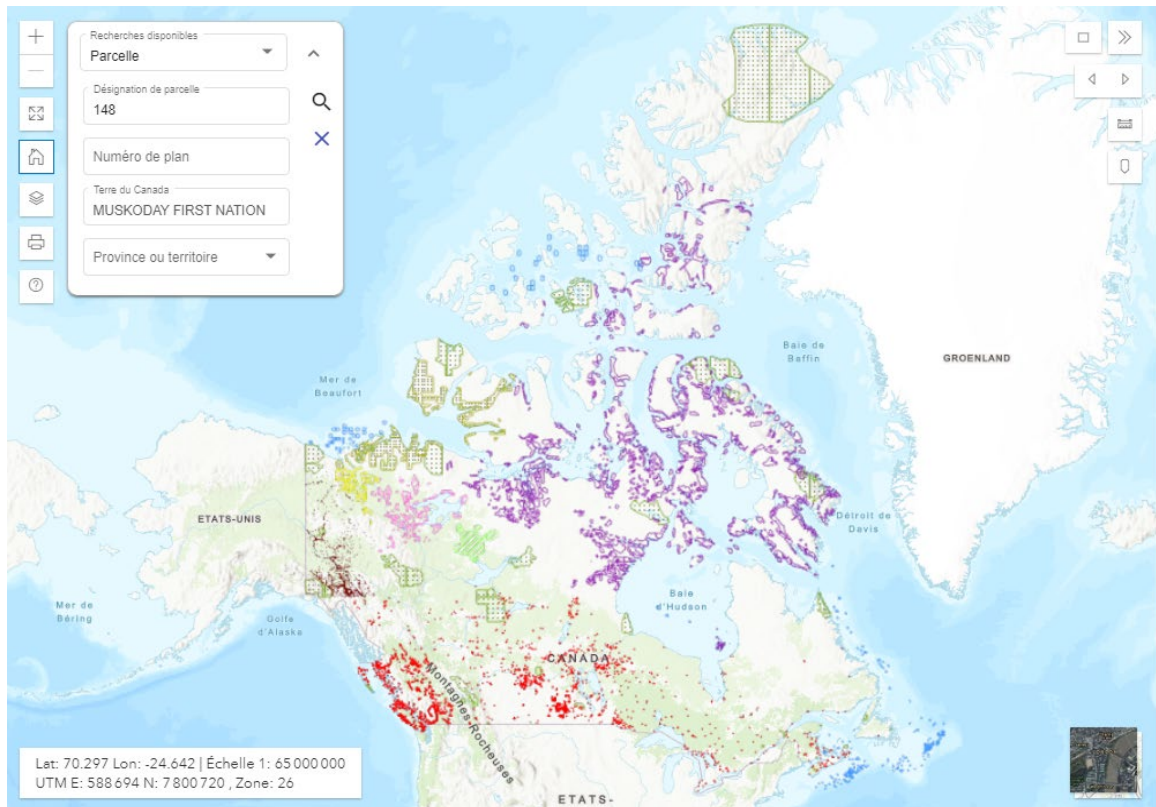 Recherches disponibles
Parcelle
Désignation de parcelle
148
Numéro de plan
Terre du Canada
MUSKODAY FIRST NATION
Province ou territoire
Baie de
Baffin
GROENLAND
Mer de
Beaufort
ETATS-UNIS
Détroit de
Davis
Mer de
Béring
Golfe
d'Alaska
Baie
d'Hudson
CANADA
Montagnes Rocheuses
ETATS-
Lat: 70.297 Lon: -24.642 | Échelle 1: 65 000 000
UTM E: 588 694 N: 7 800 720 , Zone: 26